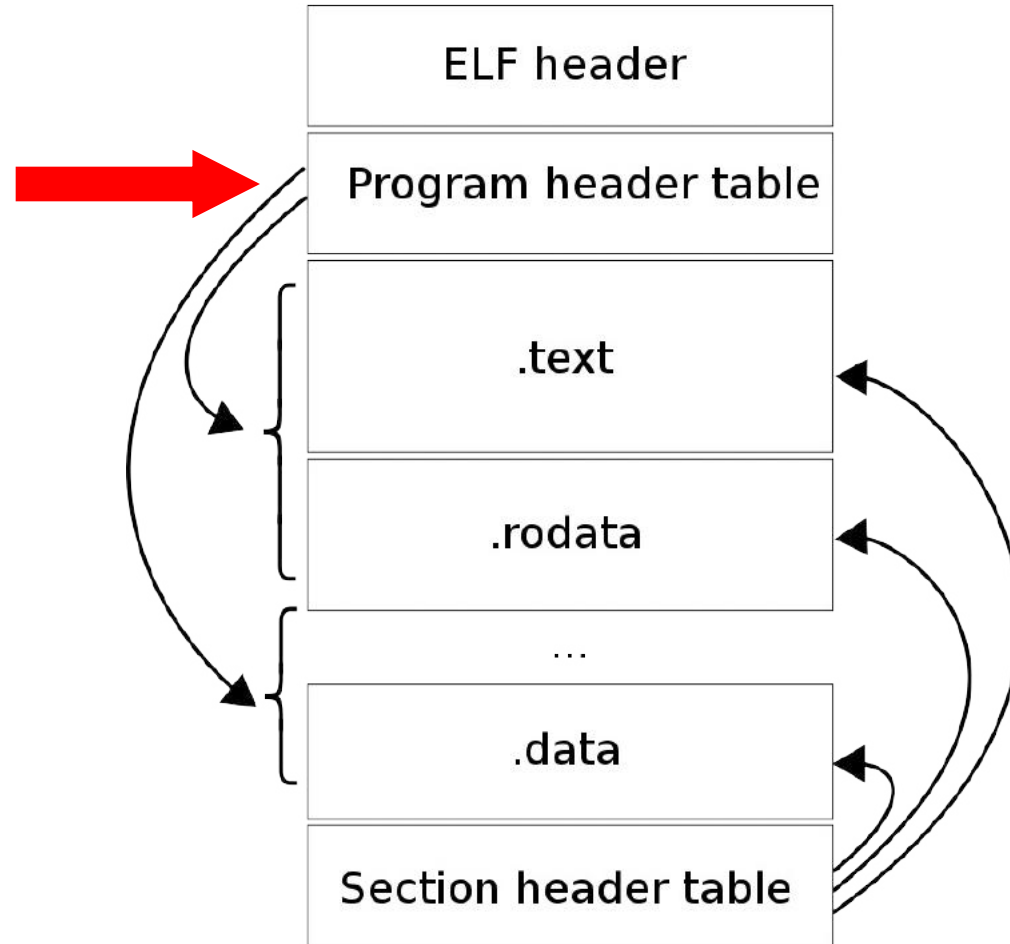 ELF header
Program header table
.text
.rodata
...
.data
Section header table